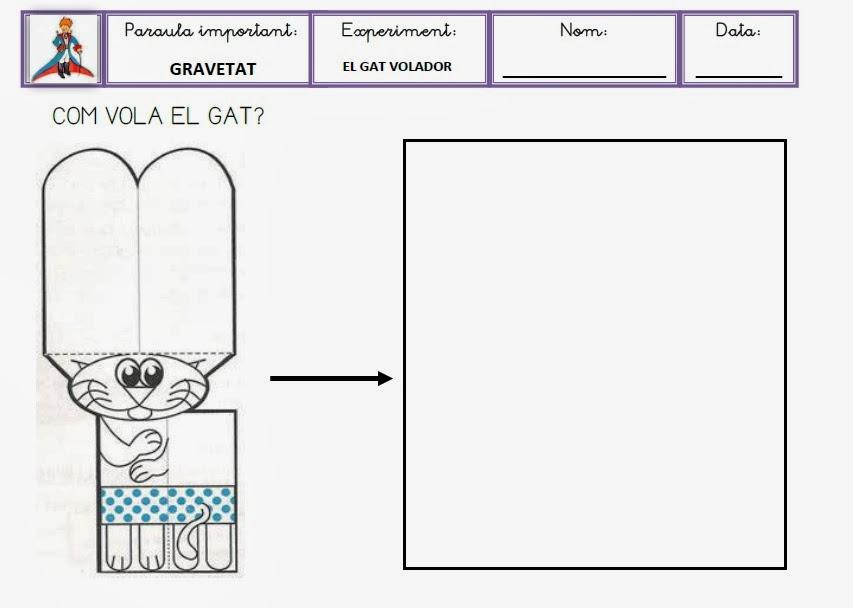 Paraula important:
GRAVETAT
Experiment:
EL GAT VOLADOR
Nom:
Data:
COM VOLA EL GAT?